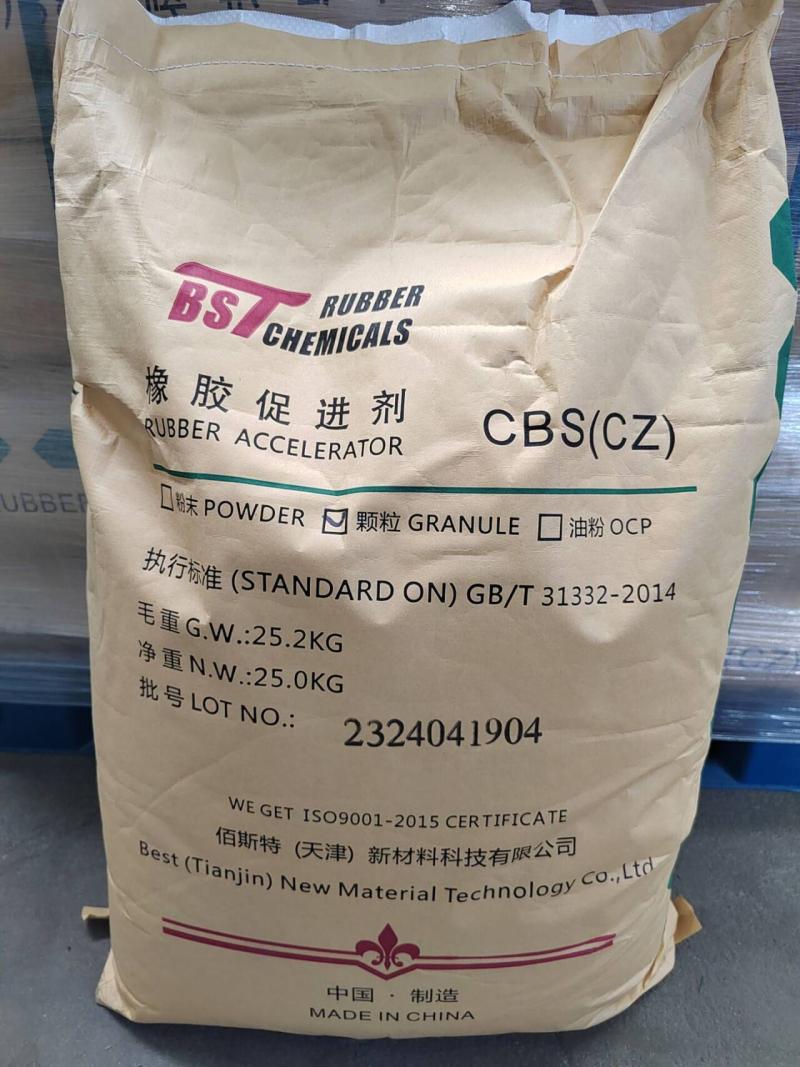 BST RUBBER CHEMICALS
橡胶促进剂
RUBBER ACCELERATOR
CBS(CZ)
粉末 POWDER 颗粒 GRANULE 油粉 OCP
执行标准 (STANDARD ON) GB/T 31332-2014
毛重 G.W.:25.2KG
净重 N.W.:25.0KG
批号 LOT NO.: 2324041904
WE GET ISO9001-2015 CERTIFICATE
佰斯特（天津）新材料科技有限公司
Best (Tianjin) New Material Technology Co.,Ltd
中国·制造
MADE IN CHINA
UBBER
(CZ)